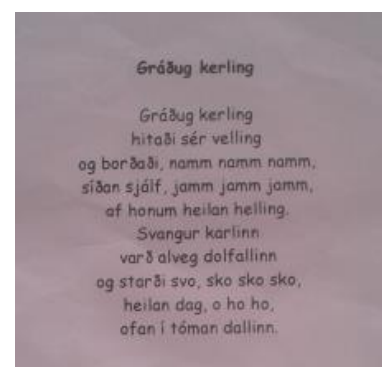 Gráðug kerling
Gráðug kerling
hitaði sér velling
og borðaði, namm namm namm,
síðan sjálf, jamm jamm jamm,
af honum heilan helling.
Svangur karlinn
varð alveg dolfallinn
og starði svo, sko sko sko,
heilan dag, o ho ho,
ofan í tóman dallinn.